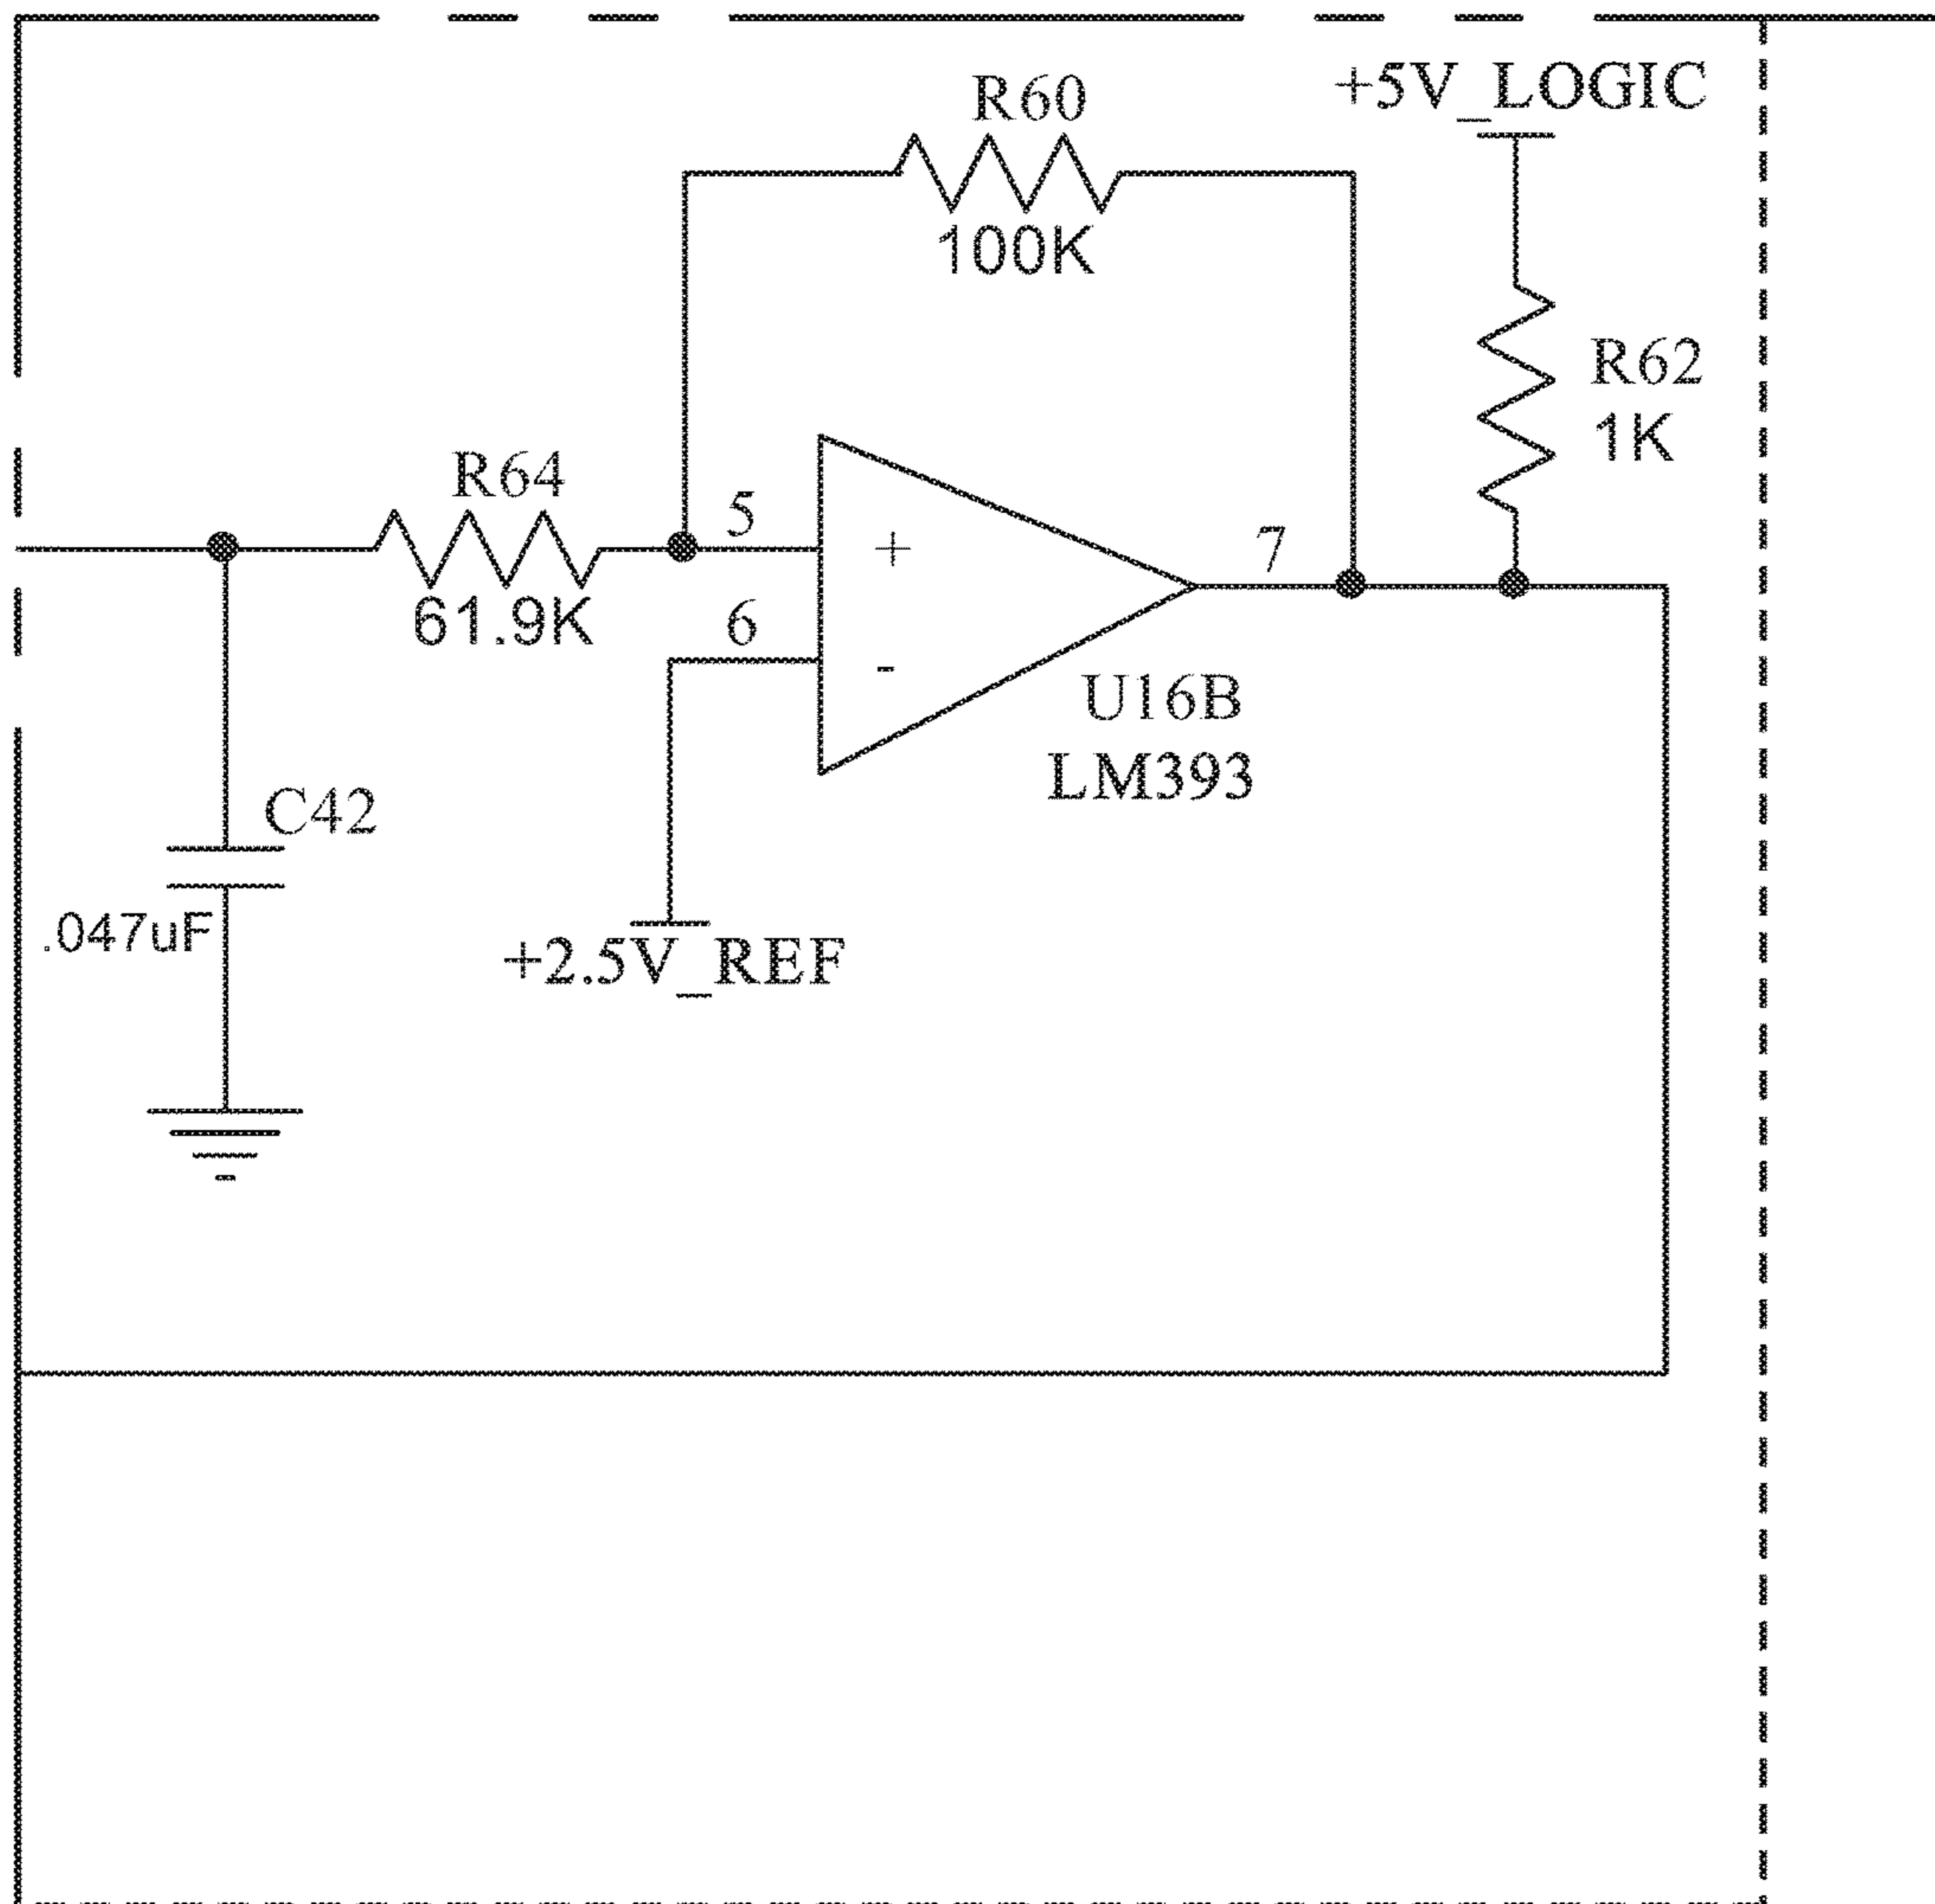 +5V_LOGIC
R60
100K
R62
1K
R64
61.9K
5
+
6
-
7
U16B
LM393
C42
.047uF
+2.5V_REF